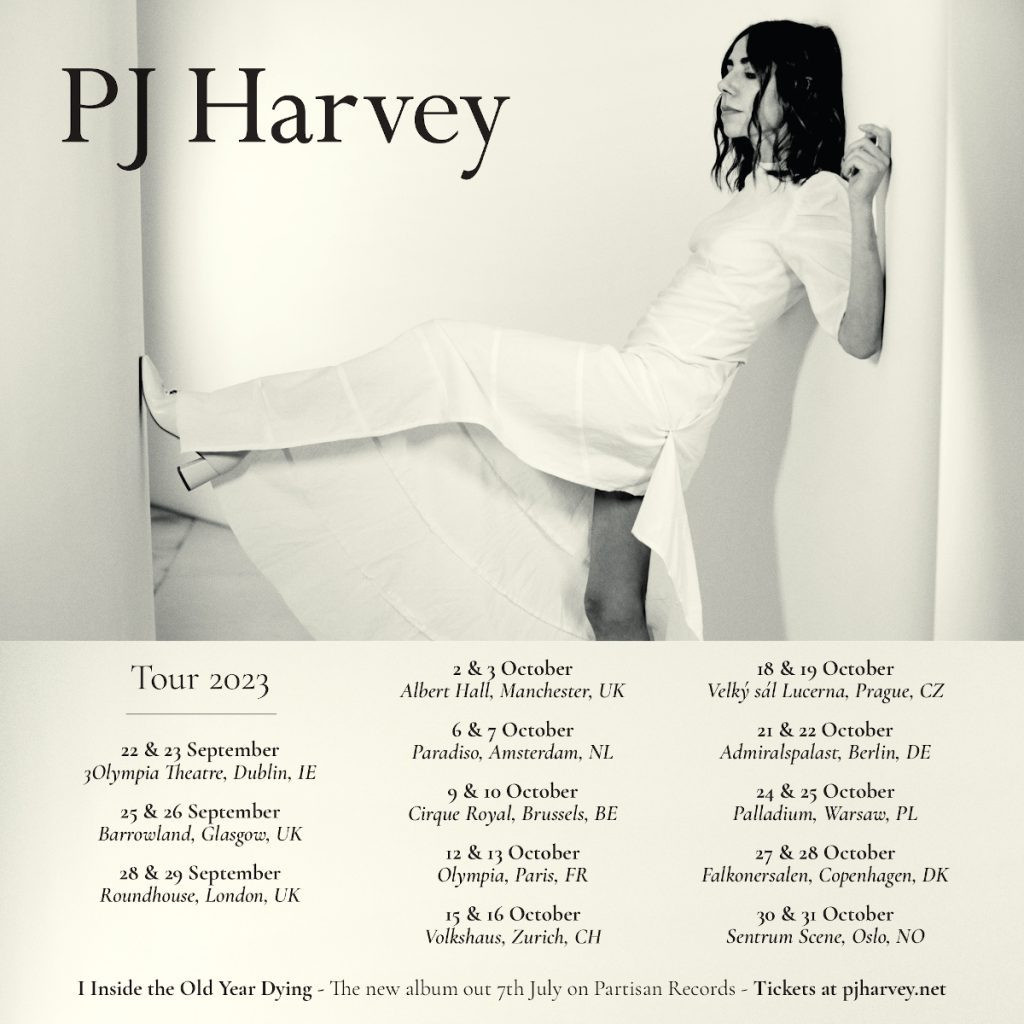 PJ Harvey
Tour 2023
22 & 23 September
3Olympia Theatre, Dublin, IE
25 & 26 September
Barrowland, Glasgow, UK
28 & 29 September
Roundhouse, London, UK
2 & 3 October
Albert Hall, Manchester, UK
6 & 7 October
Paradiso, Amsterdam, NL
9 & 10 October
Cirque Royal, Brussels, BE
12 & 13 October
Olympia, Paris, FR
15 & 16 October
Volkshaus, Zurich, CH
18 & 19 October
Velký sál Lucerna, Prague, CZ
21 & 22 October
Admiralspalast, Berlin, DE
24 & 25 October
Palladium, Warsaw, PL
27 & 28 October
Falkonersalen, Copenhagen, DK
30 & 31 October
Sentrum Scene, Oslo, NO
I Inside the Old Year Dying - The new album out 7th July on Partisan Records - Tickets at pjharvey.net